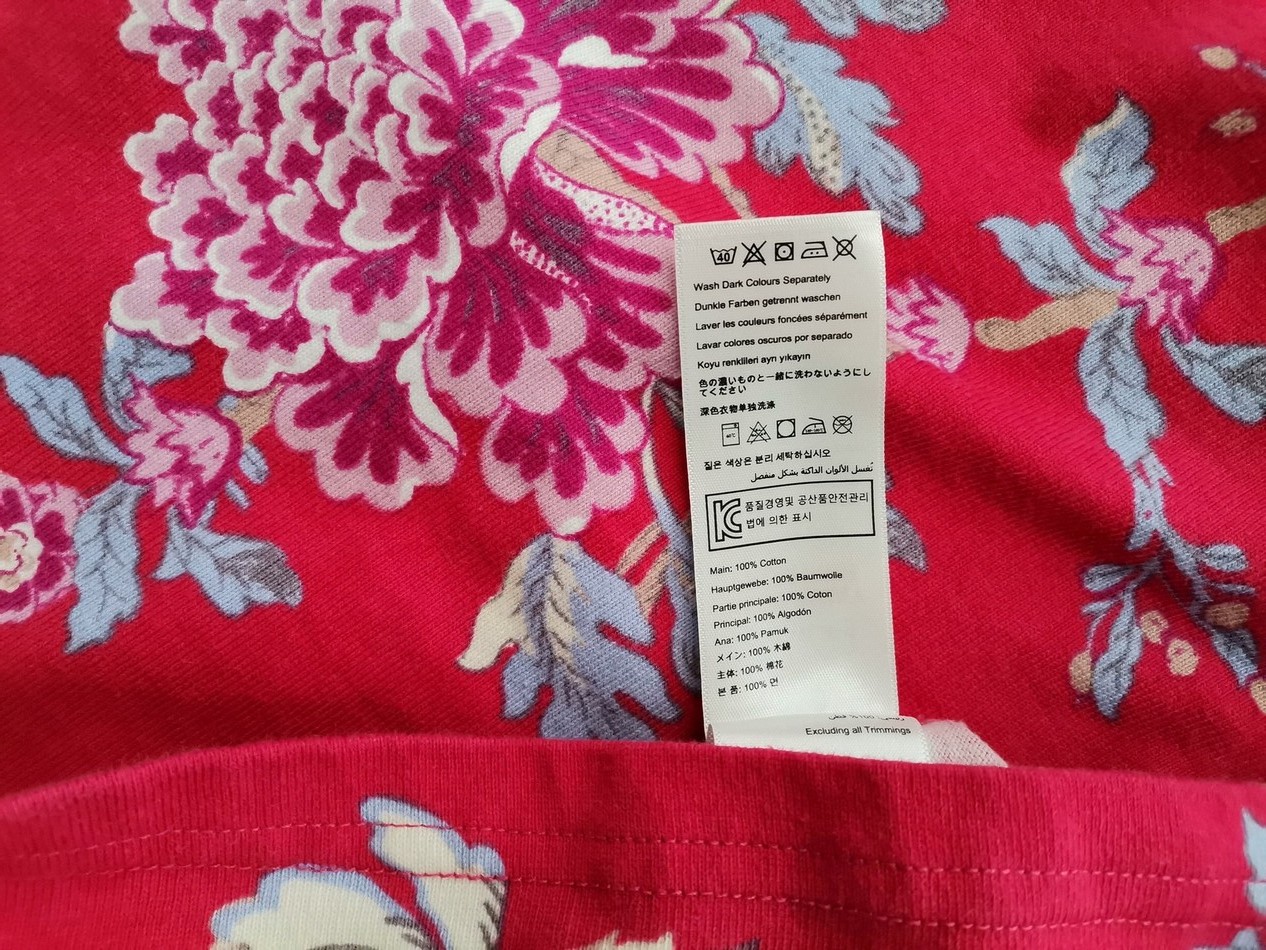 40
Wash Dark Colours Separately
Dunkle Farben getrennt waschen
Laver les couleurs foncées séparément
Lavar colores oscuros por separado
Koyu renklileri ayrı yıkayın
色の濃いものと一緒に洗わないようにし
てください
深色衣物单独洗涤
40℃
짙은 색상은 분리 세탁하십시오
تُغسل الألوان الداكنة بشكل منفصل
KC 품질경영및 공산품안전관리
법에 의한 표시
Main: 100% Cotton
Hauptgewebe: 100% Baumwolle
Partie principale: 100% Coton
Principal: 100% Algodón
Ana: 100% Pamuk
メイン: 100% 木綿
主体: 100% 棉花
본 품: 100% 면
Excluding all Trimmings